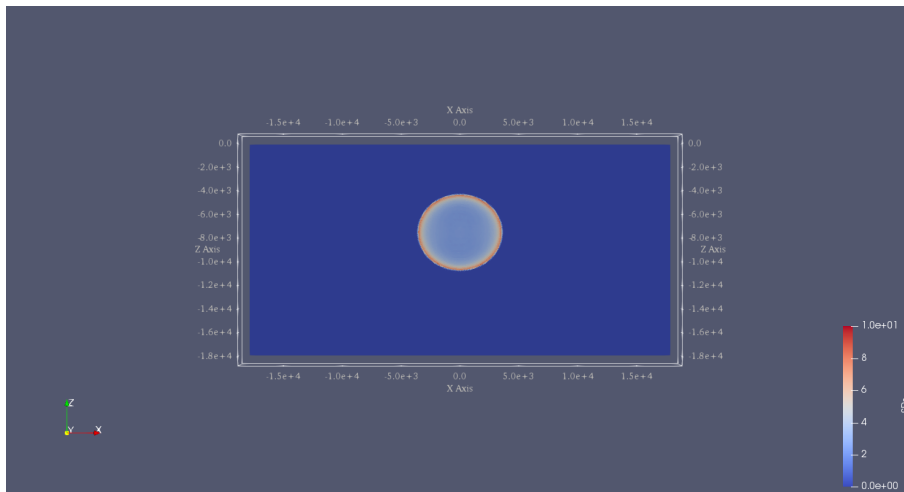 X Axis
-1.5e+4 -1.0e+4 -5.0e+3 0.0 5.0e+3 1.0e+4 1.5e+4
0.0 0.0
-2.0e+3 -2.0e+3
-4.0e+3 -4.0e+3
-6.0e+3 -6.0e+3
-8.0e+3 -8.0e+3
Z Axis Z Axis
-1.0e+4 -1.0e+4
-1.2e+4 -1.2e+4
-1.4e+4 -1.4e+4
-1.6e+4 -1.6e+4
-1.8e+4 -1.8e+4
-1.5e+4 -1.0e+4 -5.0e+3 0.0 5.0e+3 1.0e+4 1.5e+4
X Axis
1.0e+01
8
6
4
2
0.0e+00
Z
Y X